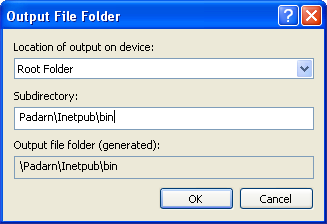 Output File Folder
Location of output on device:
Root Folder
Subdirectory:
Padarn\Inetpub\bin
Output file folder (generated):
\Padarn\Inetpub\bin
OK
Cancel